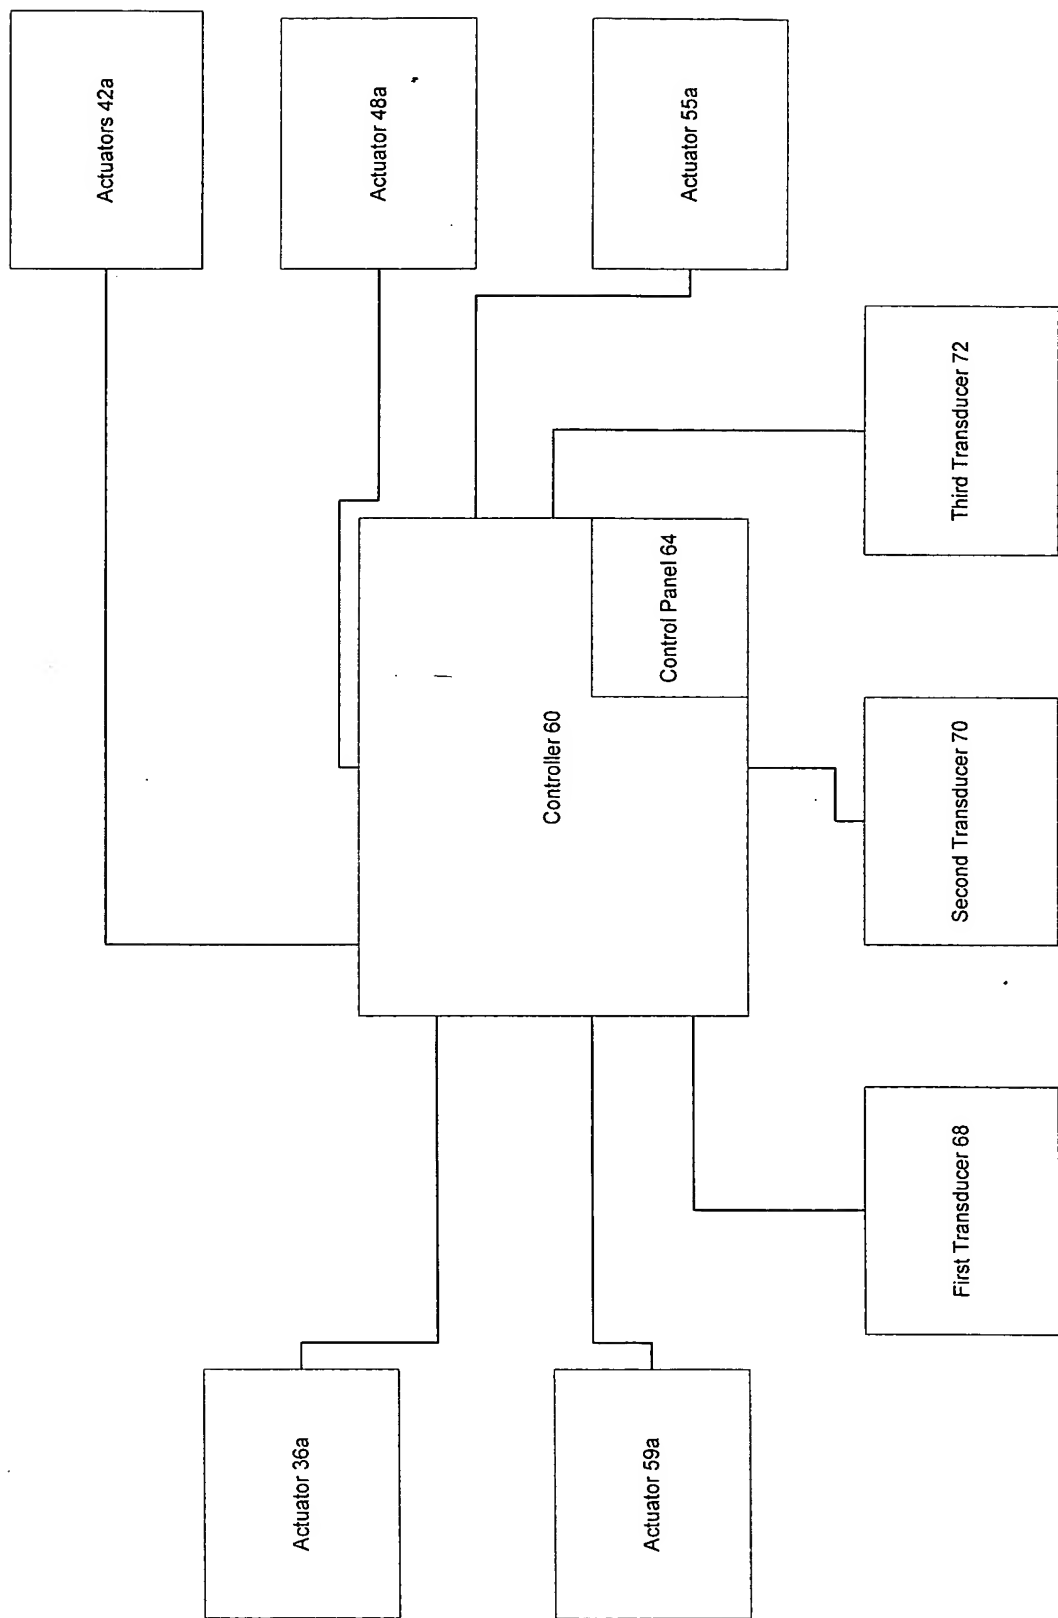 Actuators 42a
Actuator 36a
Actuator 48a
Controller 60
Actuator 59a
Control Panel 64
Actuator 55a
First Transducer 68
Second Transducer 70
Third Transducer 72